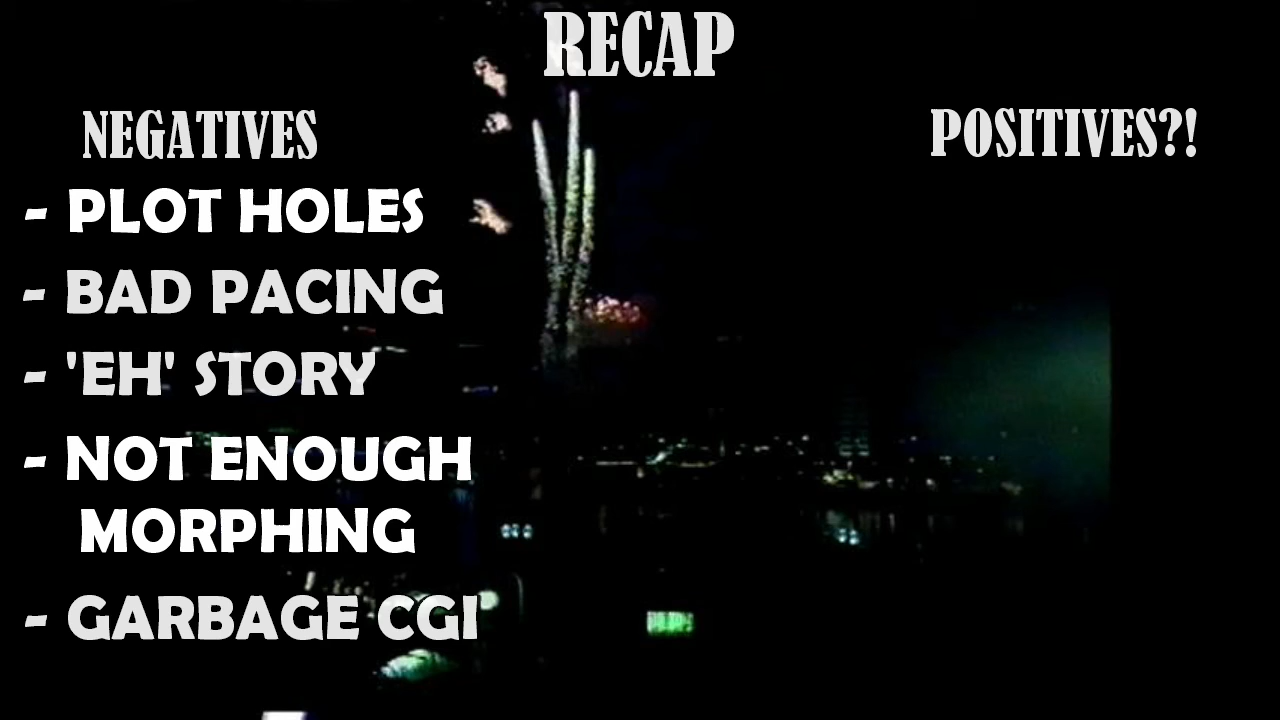 RECAP
NEGATIVES
- PLOT HOLES
- BAD PACING
- 'EH' STORY
- NOT ENOUGH
MORPHING
- GARBAGE CGI
POSITIVES?!